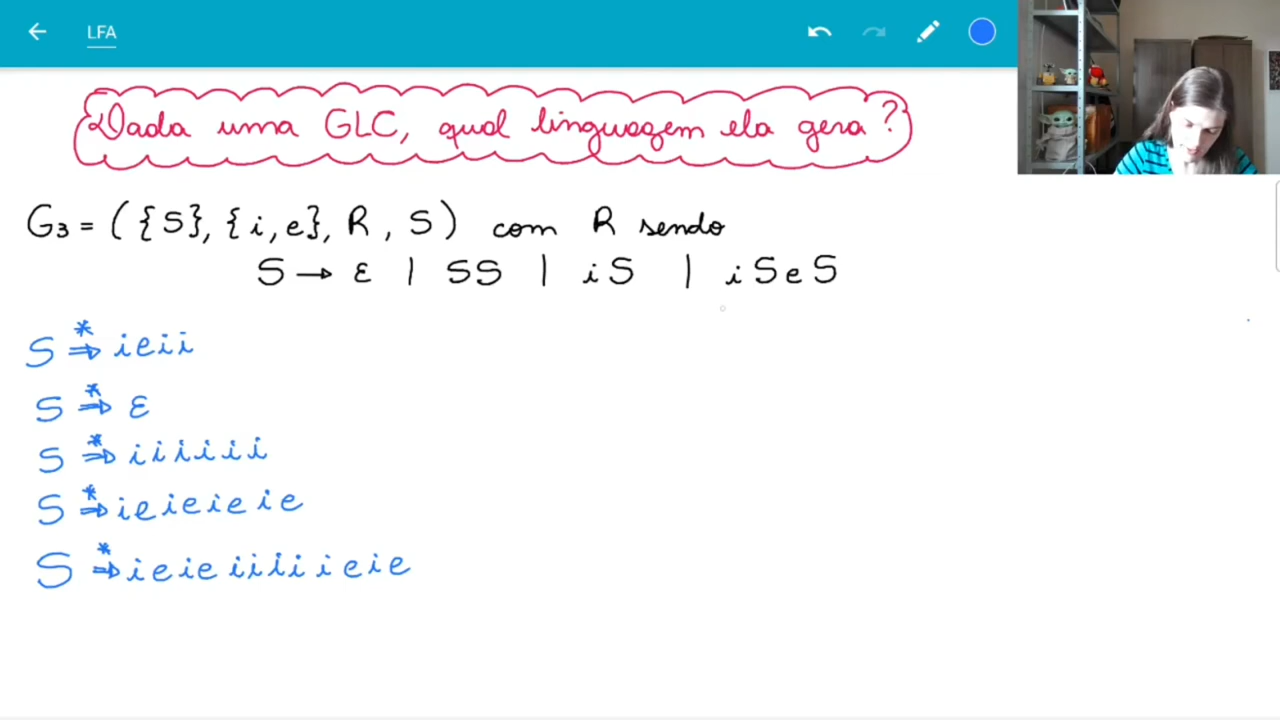 LFA
Dada uma GLC, qual linguagem ela gera?
G₃ = ({S}, {i, e}, R, S) com R sendo
S → ε | SS | iS | iSeS
S ⇒* ieii
S ⇒* ε
S ⇒* iiiiii
S ⇒* ieieieie
S ⇒* ieieiiiiieie